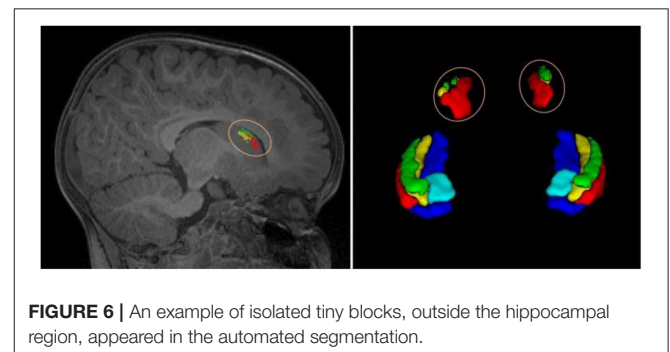 FIGURE 6 | An example of isolated tiny blocks, outside the hippocampal
region, appeared in the automated segmentation.